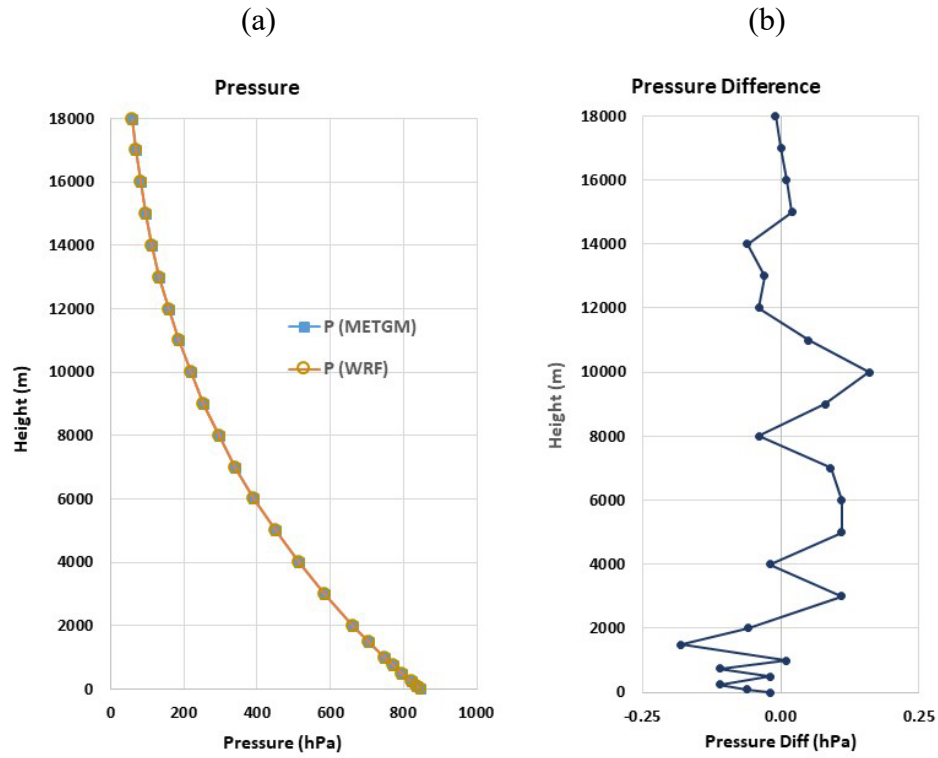 (a)
Pressure
18000
16000
14000
12000
10000
8000
6000
4000
2000
0
Height (m)
P (METGM)
P (WRF)
0 200 400 600 800 1000
Pressure (hPa)
(b)
Pressure Difference
18000
16000
14000
12000
10000
8000
6000
4000
2000
0
Height (m)
-0.25 0.00 0.25
Pressure Diff (hPa)